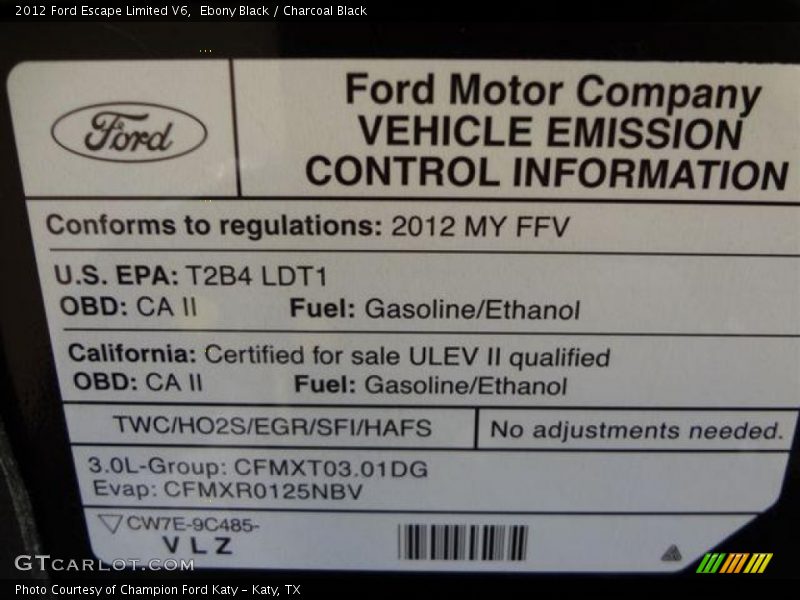 2012 Ford Escape Limited V6,  Ebony Black / Charcoal Black
Ford
Ford Motor Company
VEHICLE EMISSION
CONTROL INFORMATION
Conforms to regulations: 2012 MY FFV
U.S. EPA: T2B4 LDT1
OBD: CA II Fuel: Gasoline/Ethanol
California: Certified for sale ULEV II qualified
OBD: CA II Fuel: Gasoline/Ethanol
TWC/HO2S/EGR/SFI/HAFS No adjustments needed.
3.0L-Group: CFMXT03.01DG
Evap: CFMXR0125NBV
CW7E-9C485-
VLZ
GTCARLOT.COM
Photo Courtesy of Champion Ford Katy – Katy, TX